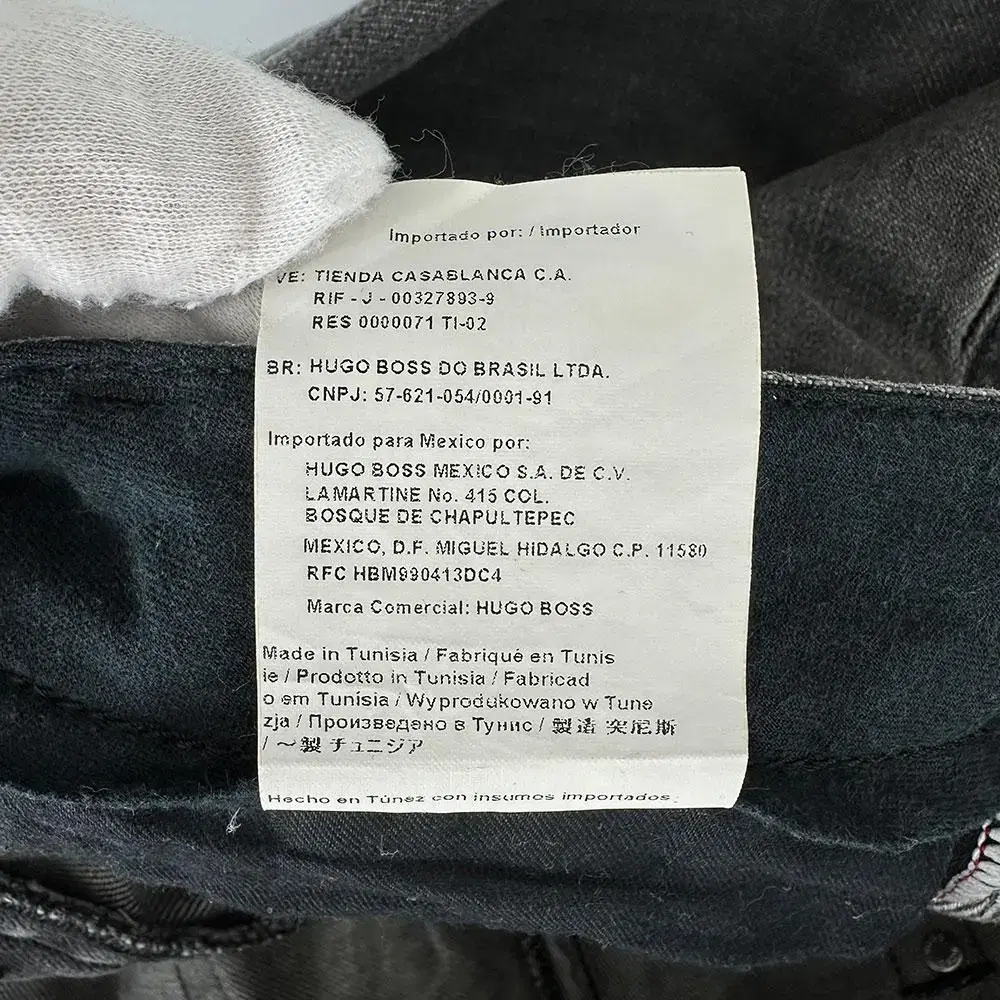 Importado por: / Importador
VE: TIENDA CASABLANCA C.A.
RIF - J - 00327893-9
RES 0000071 TI-02
BR: HUGO BOSS DO BRASIL LTDA.
CNPJ: 57-621-054/0001-91
Importado para Mexico por:
HUGO BOSS MEXICO S.A. DE C.V.
LAMARTINE No. 415 COL.
BOSQUE DE CHAPULTEPEC
MEXICO, D.F. MIGUEL HIDALGO C.P. 11580
RFC HBM990413DC4
Marca Comercial: HUGO BOSS
Made in Tunisia / Fabriqué en Tunis
ie / Prodotto in Tunisia / Fabricad
o em Tunísia / Wyprodukowano w Tune
zja / Произведено в Тунис / 製造 突尼斯
/ ～製 チュニジア
Hecho en Túnez con insumos importados